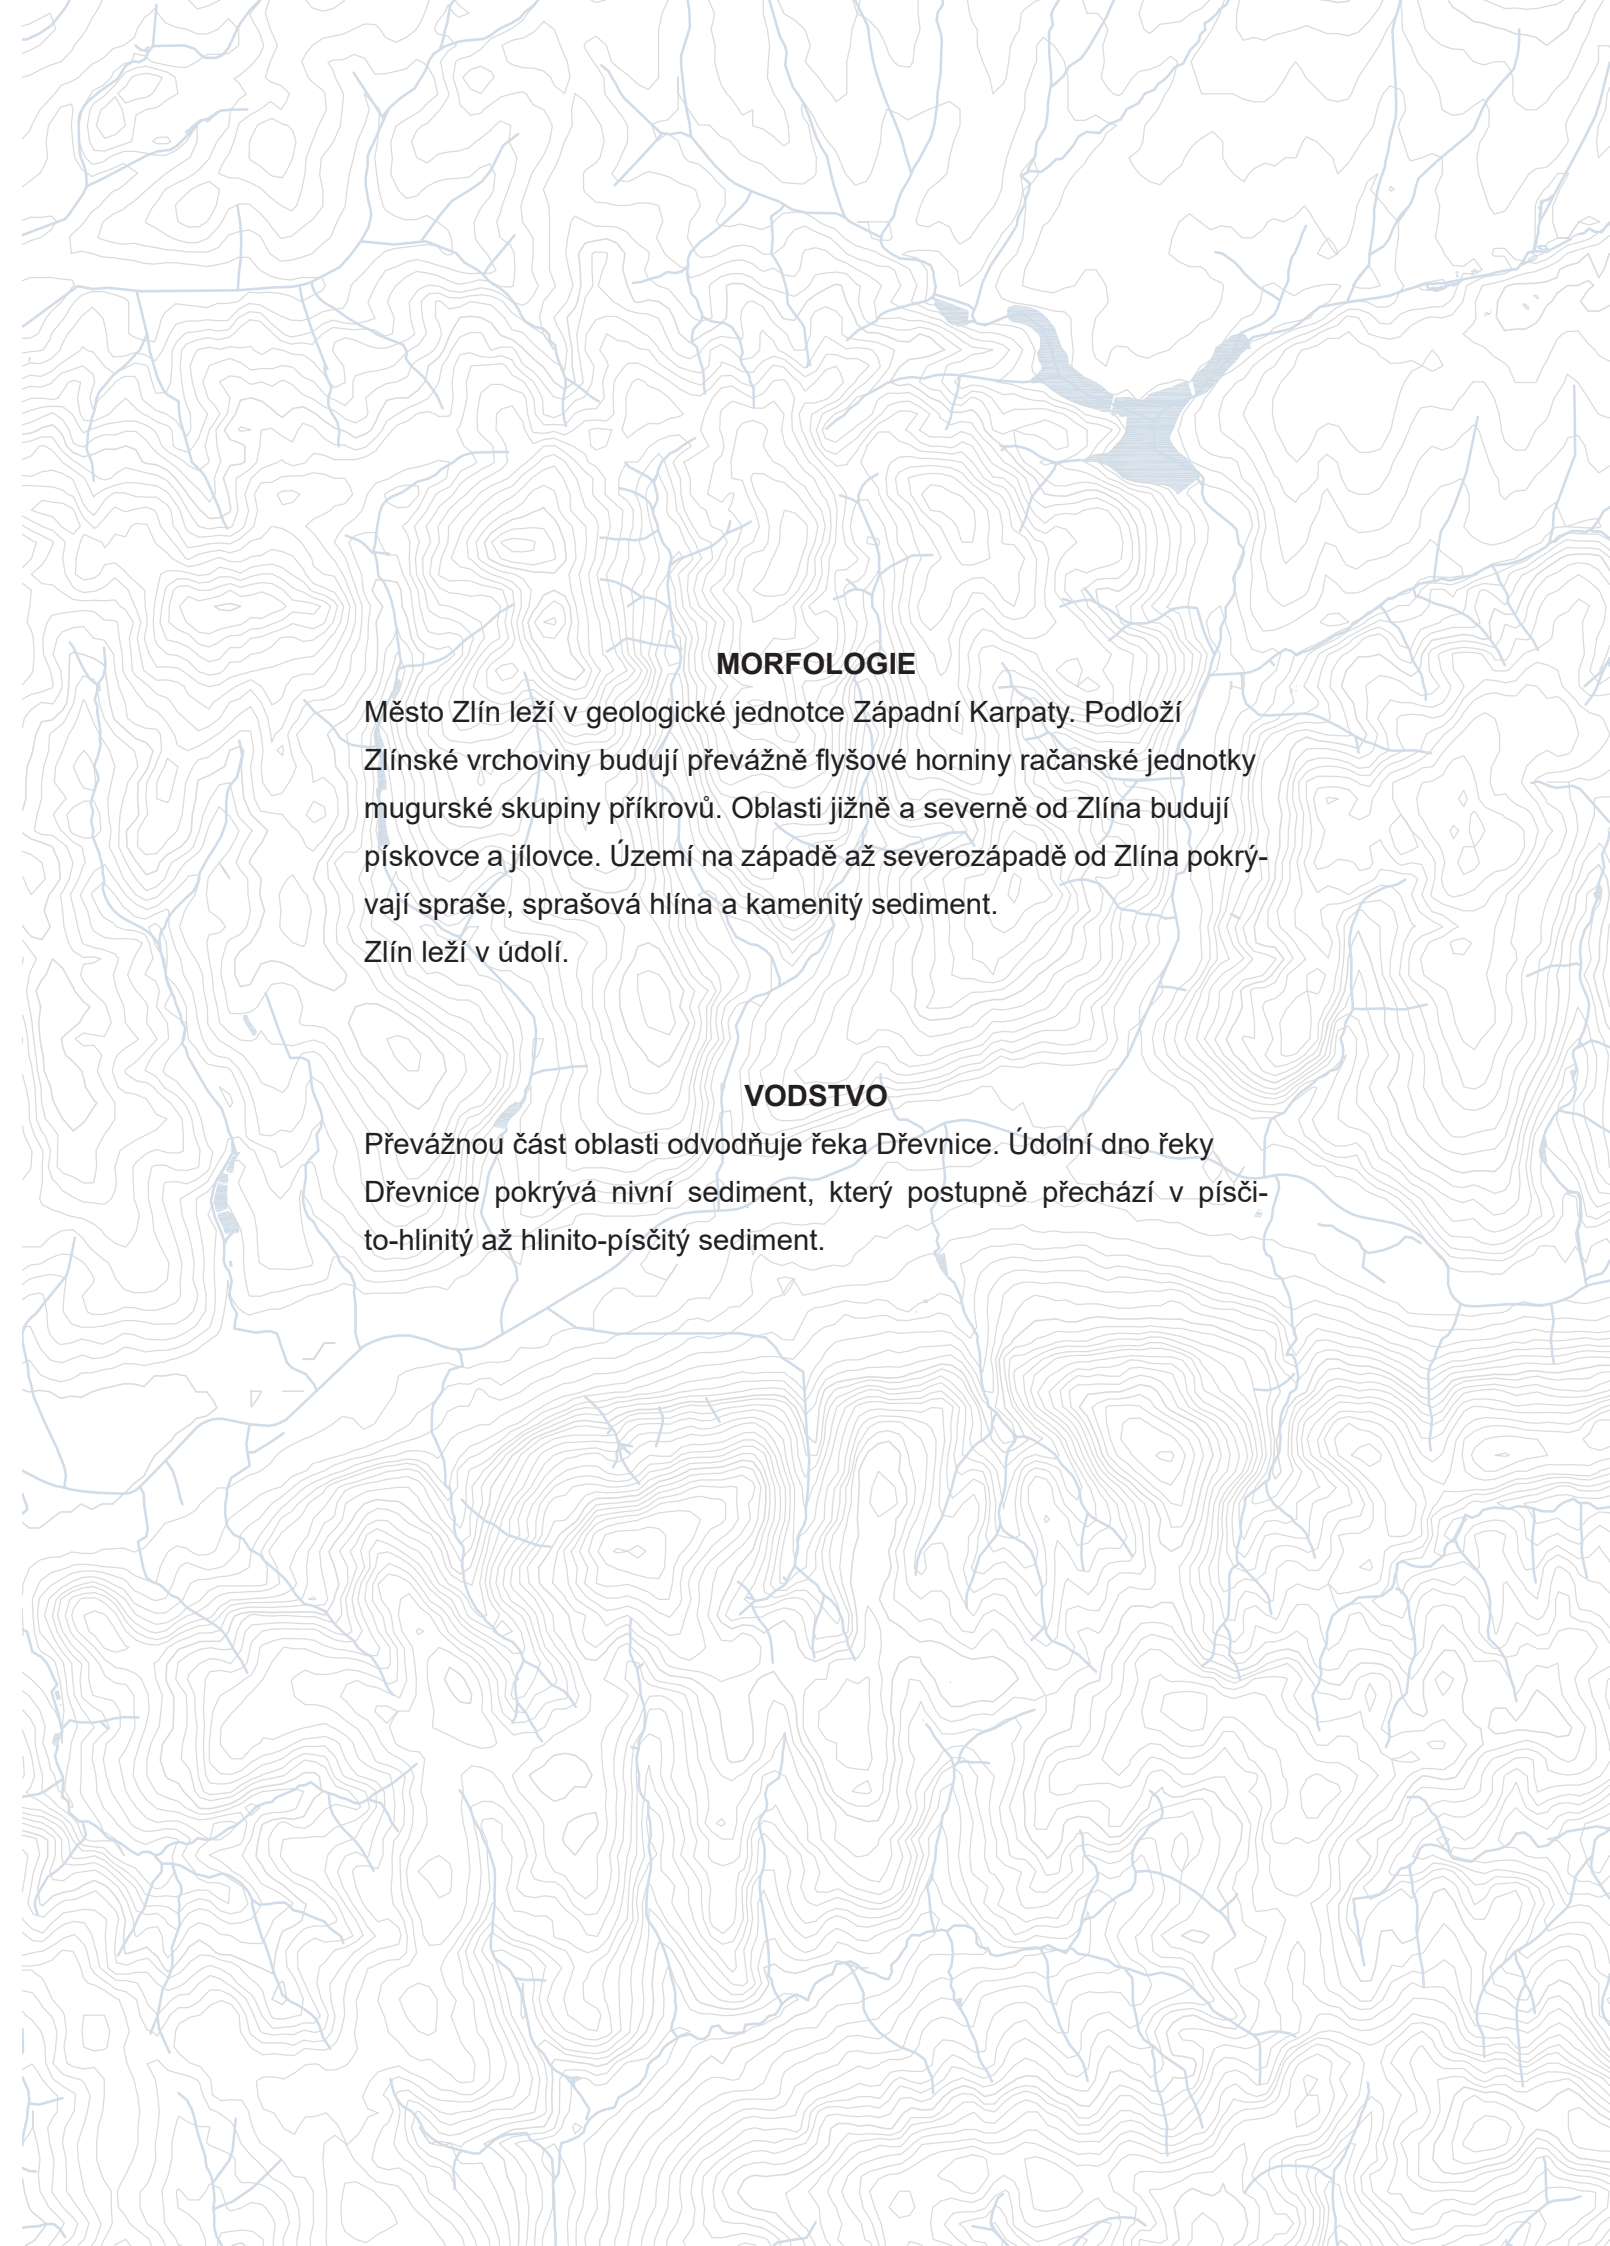 MORFOLOGIE
Město Zlín leží v geologické jednotce Západní Karpaty. Podloží
Zlínské vrchoviny budují převážně flyšové horniny račanské jednotky
mugurské skupiny příkrovů. Oblasti jižně a severně od Zlína budují
pískovce a jílovce. Území na západě až severozápadě od Zlína pokrý-
vají spraše, sprašová hlína a kamenitý sediment.
Zlín leží v údolí.
VODSTVO
Převážnou část oblasti odvodňuje řeka Dřevnice. Údolní dno řeky
Dřevnice pokrývá nivní sediment, který postupně přechází v písči-
to-hlinitý až hlinito-písčitý sediment.